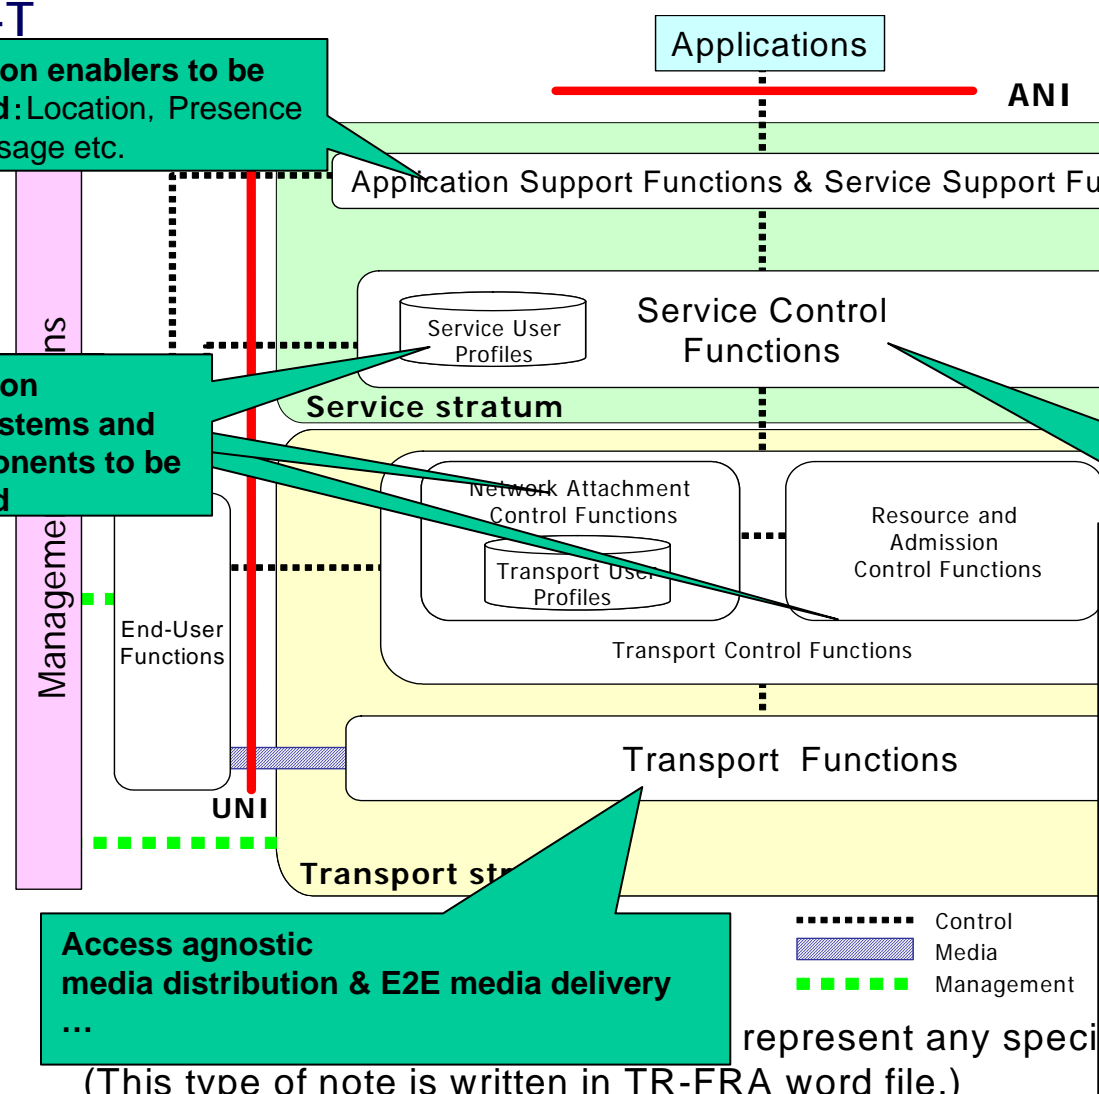 -T
on enablers to be
d:Location, Presence
sage etc.
Applications
ANI
Application Support Functions & Service Support Fu
Service User
Profiles
Service Control
Functions
Service stratum
on
stems and
onents to be
d
Manageme
ns
Network Attachment
Control Functions
Transport User
Profiles
Resource and
Admission
Control Functions
Transport Control Functions
End-User
Functions
Transport Functions
UNI
Transport str
Access agnostic
media distribution & E2E media delivery
…
Control
Media
Management
represent any speci
(This type of note is written in TR-FRA word file.)